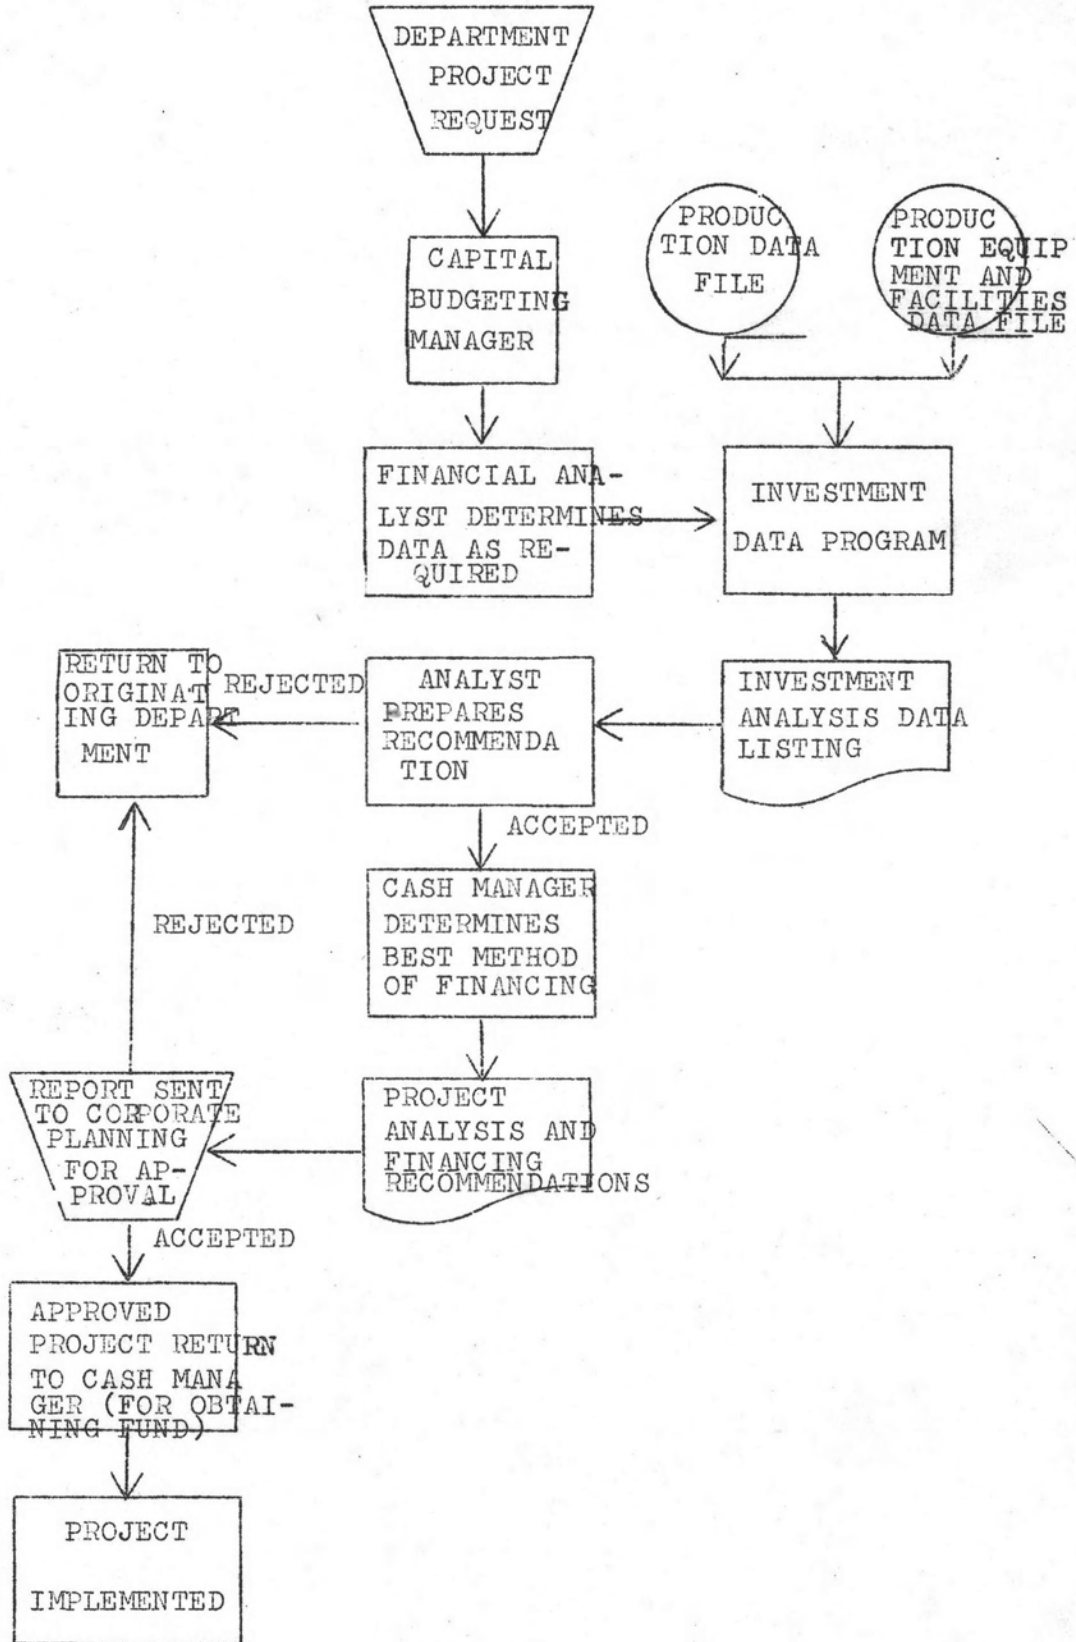 DEPARTMENT
PROJECT
REQUEST
PRODUC
TION DATA
FILE
PRODUC
TION EQUIP
MENT AND
FACILITIES
DATA FILE
CAPITAL
BUDGETING
MANAGER
FINANCIAL ANA-
LYST DETERMINES
DATA AS RE-
QUIRED
INVESTMENT
DATA PROGRAM
RETURN TO
ORIGINAT
ING DEPART
MENT
REJECTED
ANALYST
PREPARES
RECOMMENDA
TION
INVESTMENT
ANALYSIS DATA
LISTING
ACCEPTED
CASH MANAGER
DETERMINES
BEST METHOD
OF FINANCING
REJECTED
REPORT SENT
TO CORPORATE
PLANNING
FOR AP-
PROVAL
PROJECT
ANALYSIS AND
FINANCING
RECOMMENDATIONS
ACCEPTED
APPROVED
PROJECT RETURN
TO CASH MANA
GER (FOR OBTAI-
NING FUND)
PROJECT
IMPLEMENTED